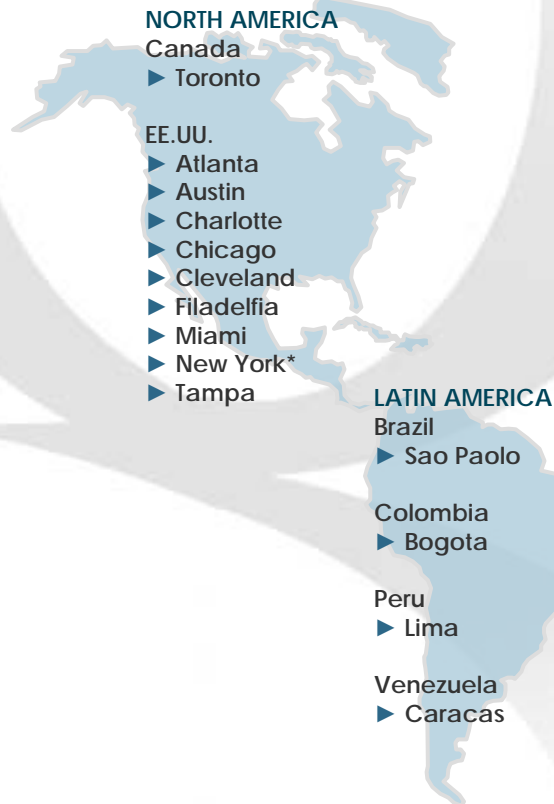 NORTH AMERICA
Canada
► Toronto
EE.UU.
► Atlanta
► Austin
► Charlotte
► Chicago
► Cleveland
► Filadelfia
► Miami
► New York*
► Tampa
LATIN AMERICA
Brazil
► Sao Paolo
Colombia
► Bogota
Peru
► Lima
Venezuela
► Caracas